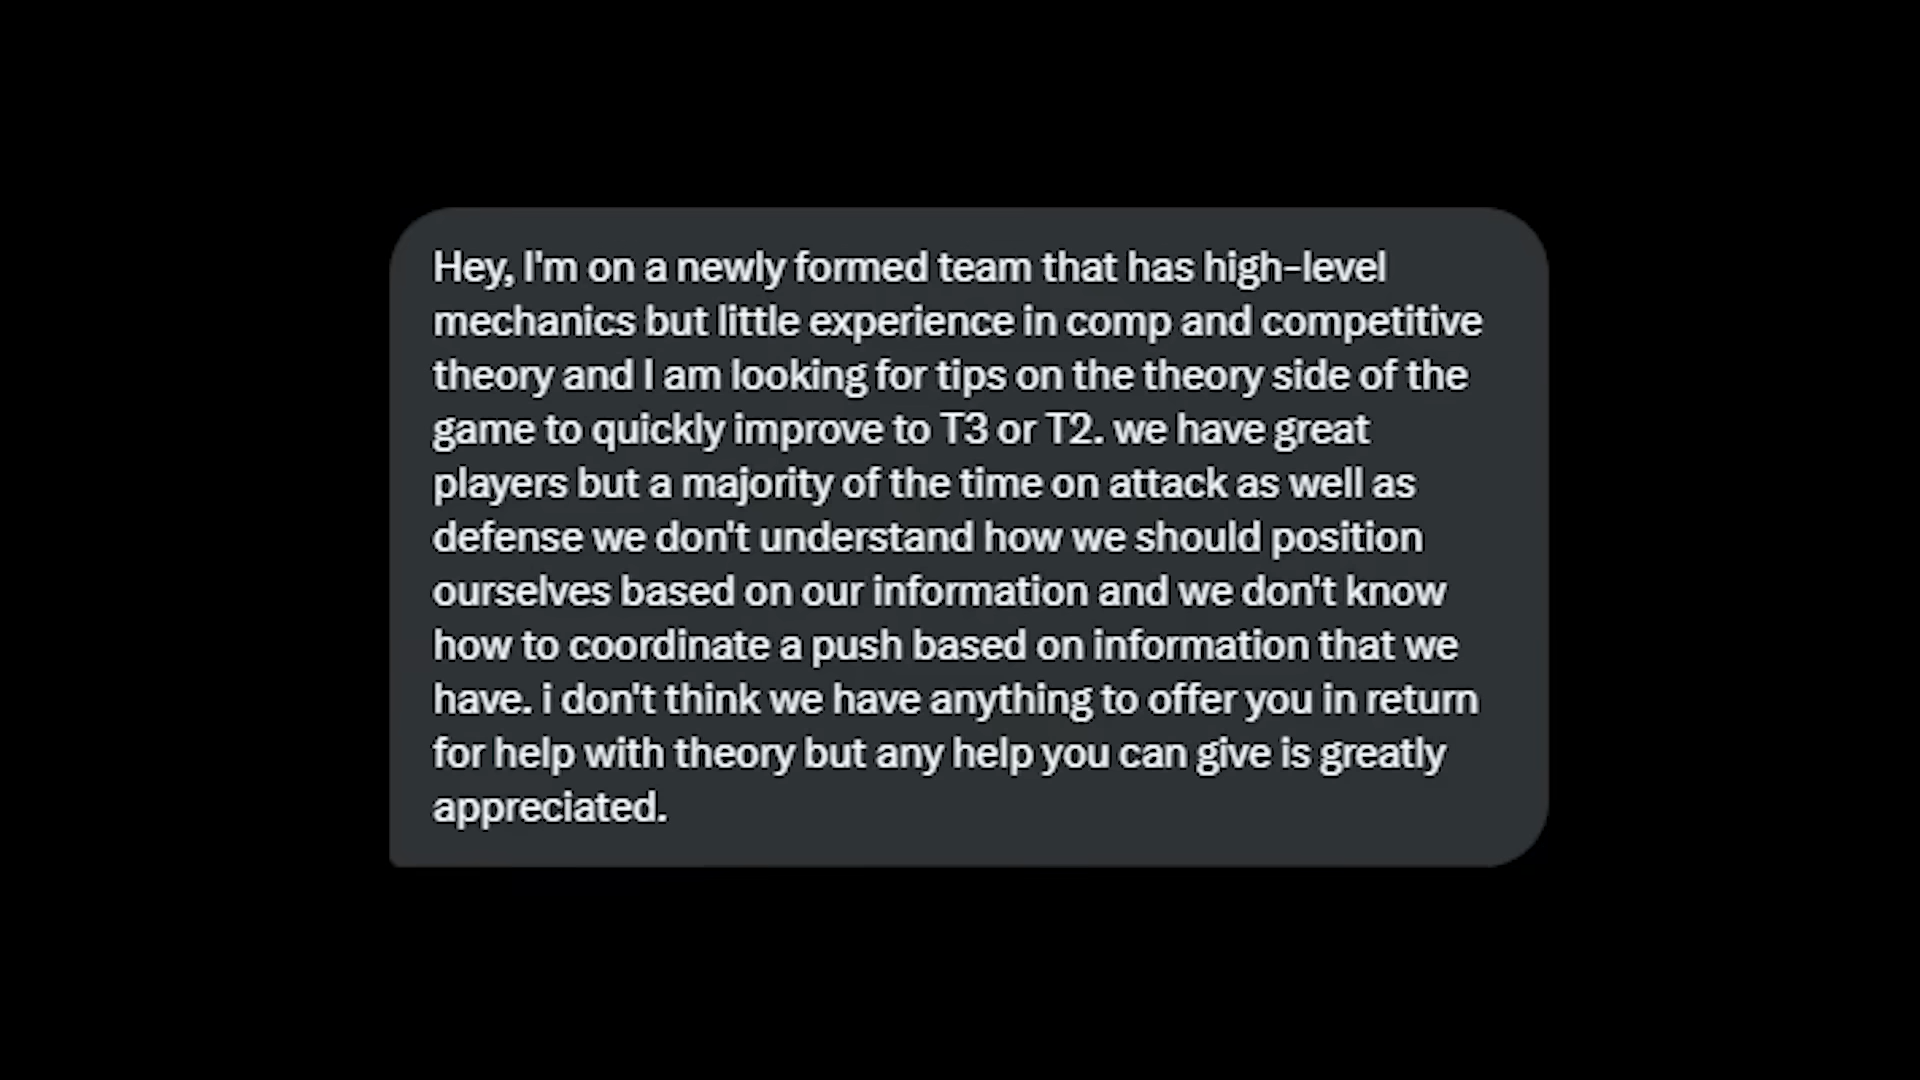 Hey, I'm on a newly formed team that has high-level
mechanics but little experience in comp and competitive
theory and I am looking for tips on the theory side of the
game to quickly improve to T3 or T2. we have great
players but a majority of the time on attack as well as
defense we don't understand how we should position
ourselves based on our information and we don't know
how to coordinate a push based on information that we
have. i don't think we have anything to offer you in return
for help with theory but any help you can give is greatly
appreciated.